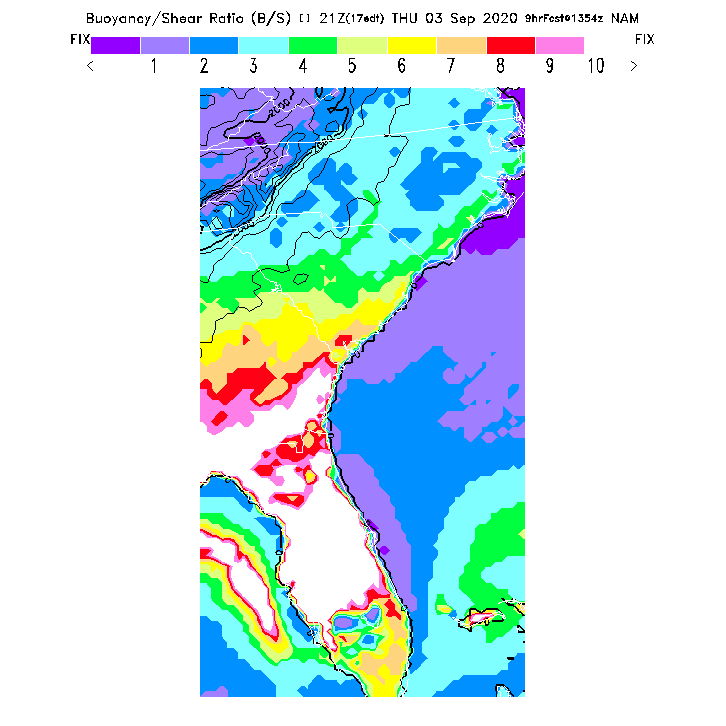 Buoyancy/Shear Ratio (B/S) [] 21Z(17edt) THU 03 Sep 2020 9hrFcst@1354z NAM
FIX FIX
< 1 2 3 4 5 6 7 8 9 10 >
2000